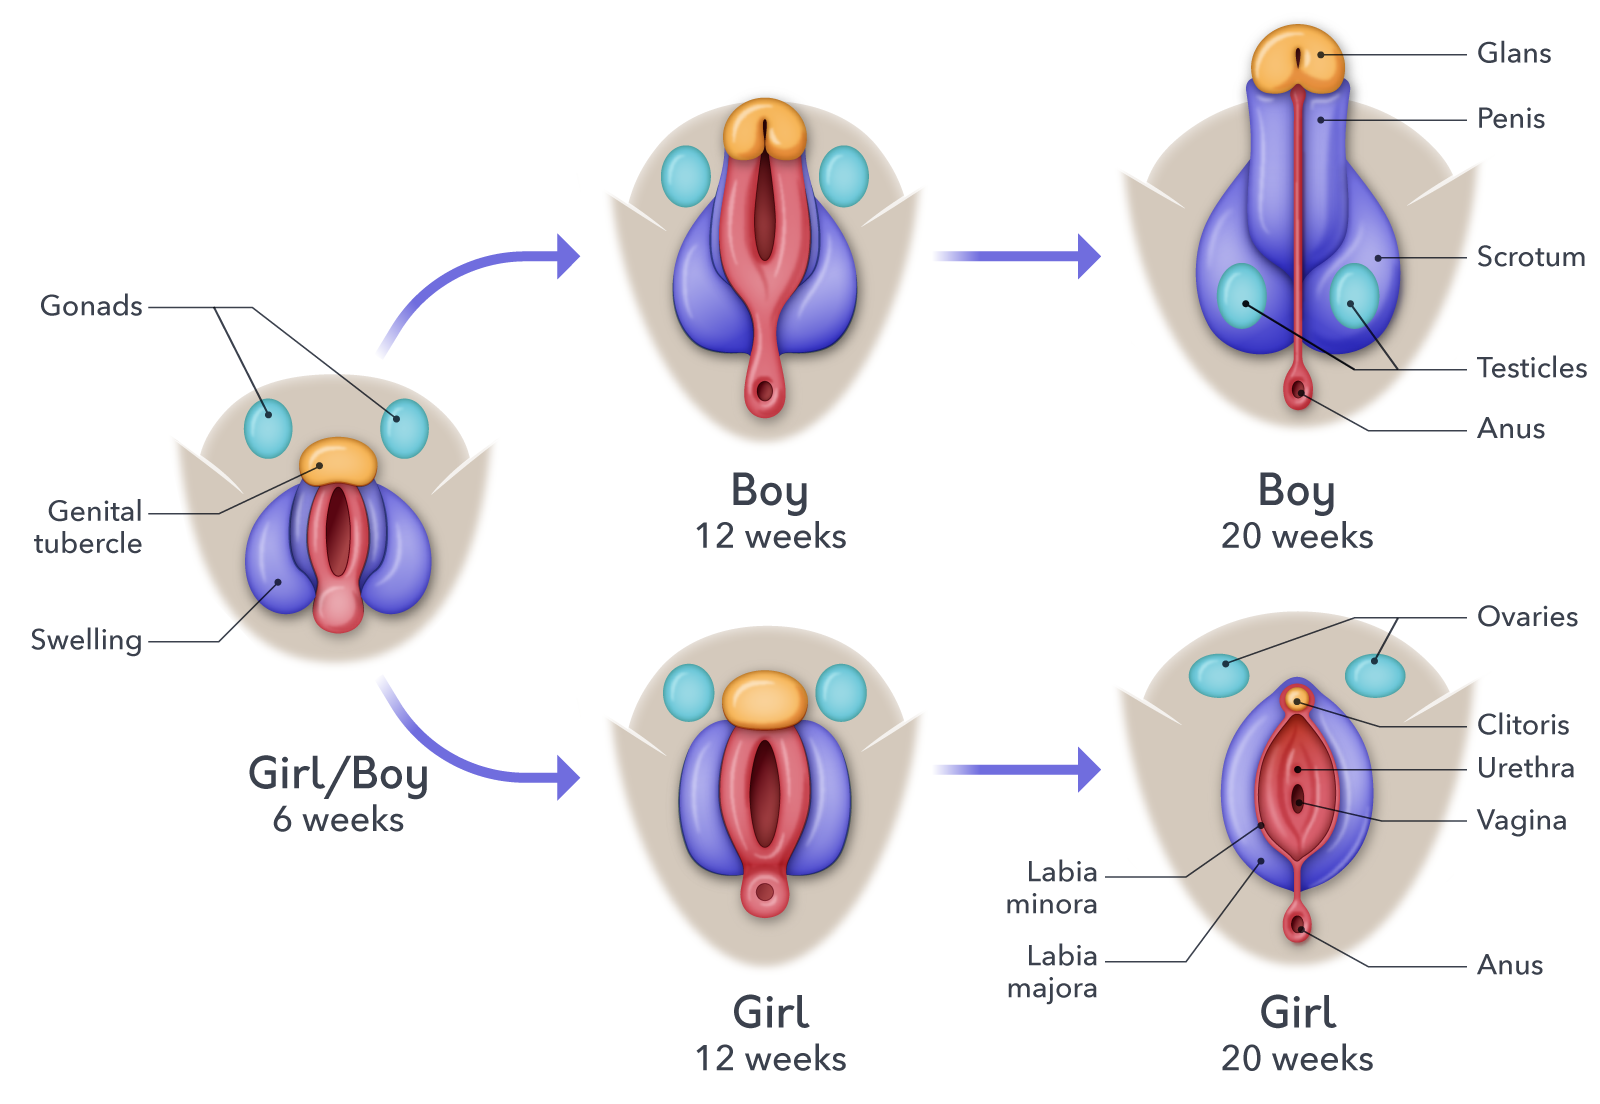 Gonads
Genital
tubercle
Swelling
Girl/Boy
6 weeks
Boy
12 weeks
Glans
Penis
Scrotum
Testicles
Anus
Boy
20 weeks
Girl
12 weeks
Ovaries
Clitoris
Urethra
Vagina
Labia
minora
Labia
majora
Anus
Girl
20 weeks